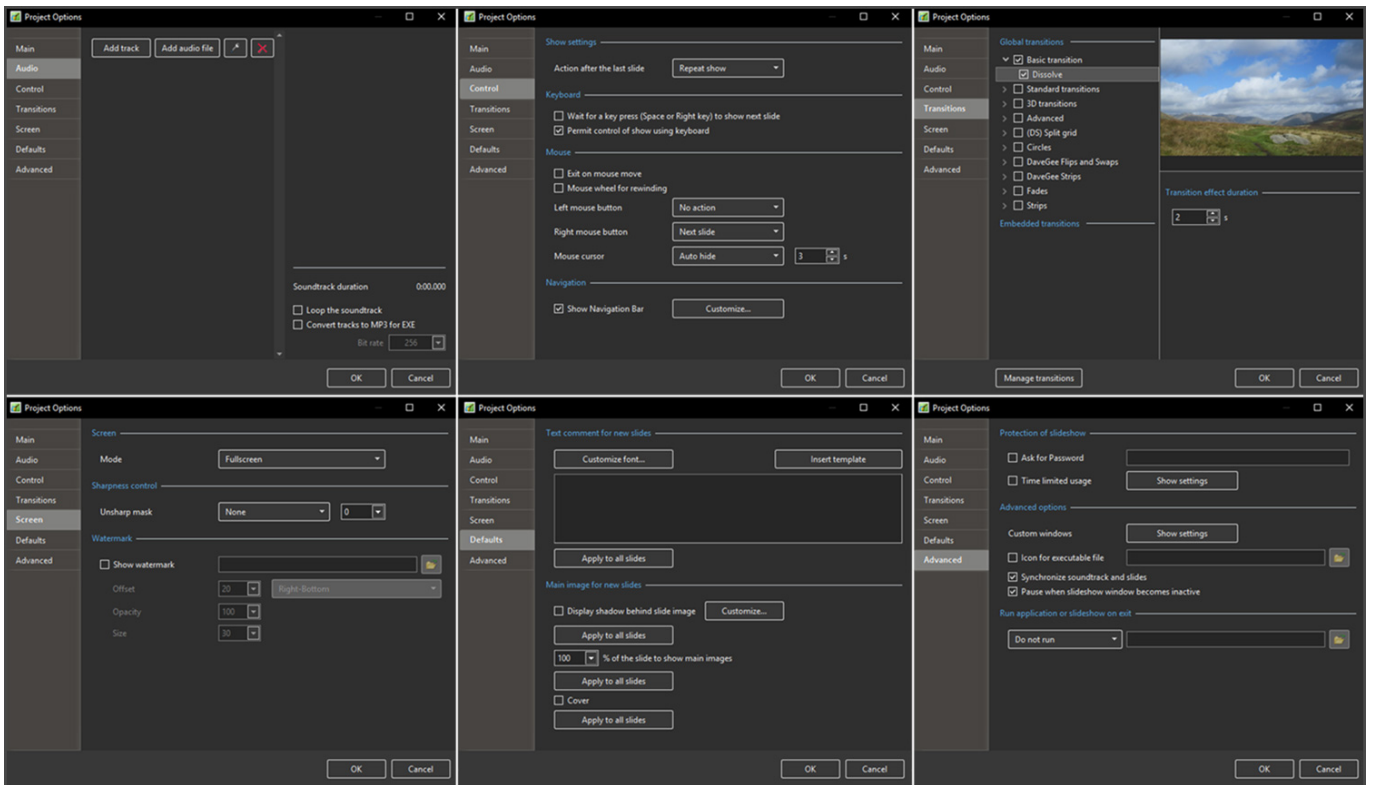 Project Options
Main
Audio
Control
Transitions
Screen
Defaults
Advanced
Add track
Add audio file
Soundtrack duration 0:00.000
Loop the soundtrack
Convert tracks to MP3 for EXE
Bit rate 256
OK Cancel
Project Options
Main
Audio
Control
Transitions
Screen
Defaults
Advanced
Show settings
Action after the last slide Repeat show
Keyboard
Wait for a key press (Space or Right key) to show next slide
Permit control of show using keyboard
Mouse
Exit on mouse move
Mouse wheel for rewinding
Left mouse button No action
Right mouse button Next slide
Mouse cursor Auto hide 3 s
Navigation
Show Navigation Bar Customize...
OK Cancel
Project Options
Main
Audio
Control
Transitions
Screen
Defaults
Advanced
Global transitions
Basic transition
Dissolve
Standard transitions
3D transitions
Advanced
(DS) Split grid
Circles
DaveGee Flips and Swaps
DaveGee Strips
Fades
Strips
Embedded transitions
Transition effect duration
2 s
Manage transitions OK Cancel
Project Options
Main
Audio
Control
Transitions
Screen
Defaults
Advanced
Screen
Mode Fullscreen
Sharpness control
Unsharp mask None 0
Watermark
Show watermark
Offset 20 Right-Bottom
Opacity 100
Size 30
OK Cancel
Project Options
Main
Audio
Control
Transitions
Screen
Defaults
Advanced
Text comment for new slides
Customize font... Insert template
Apply to all slides
Main image for new slides
Display shadow behind slide image Customize...
Apply to all slides
100 % of the slide to show main images
Apply to all slides
Cover
Apply to all slides
OK Cancel
Project Options
Main
Audio
Control
Transitions
Screen
Defaults
Advanced
Protection of slideshow
Ask for Password
Time limited usage Show settings
Advanced options
Custom windows Show settings
Icon for executable file
Synchronize soundtrack and slides
Pause when slideshow window becomes inactive
Run application or slideshow on exit
Do not run
OK Cancel